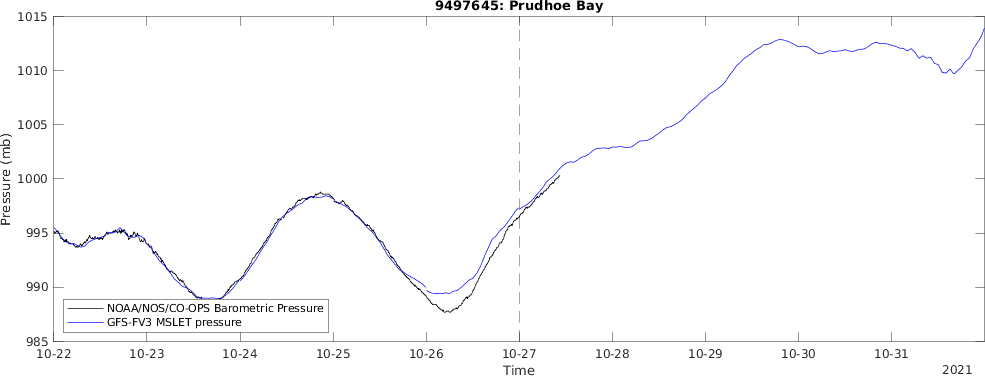 9497645: Prudhoe Bay
1015
1010
1005
1000
995
990
985
Pressure (mb)
NOAA/NOS/CO-OPS Barometric Pressure
GFS-FV3 MSLET pressure
10-22 10-23 10-24 10-25 10-26 10-27 10-28 10-29 10-30 10-31
Time
2021